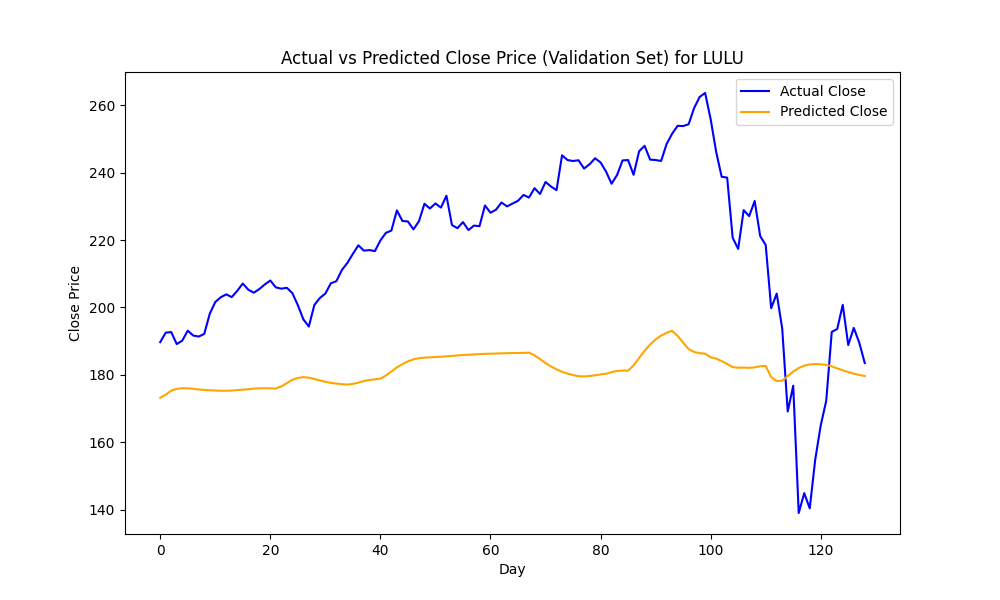 Actual vs Predicted Close Price (Validation Set) for LULU
Actual Close
Predicted Close
260
240
220
200
180
160
140
Close Price
0 20 40 60 80 100 120
Day